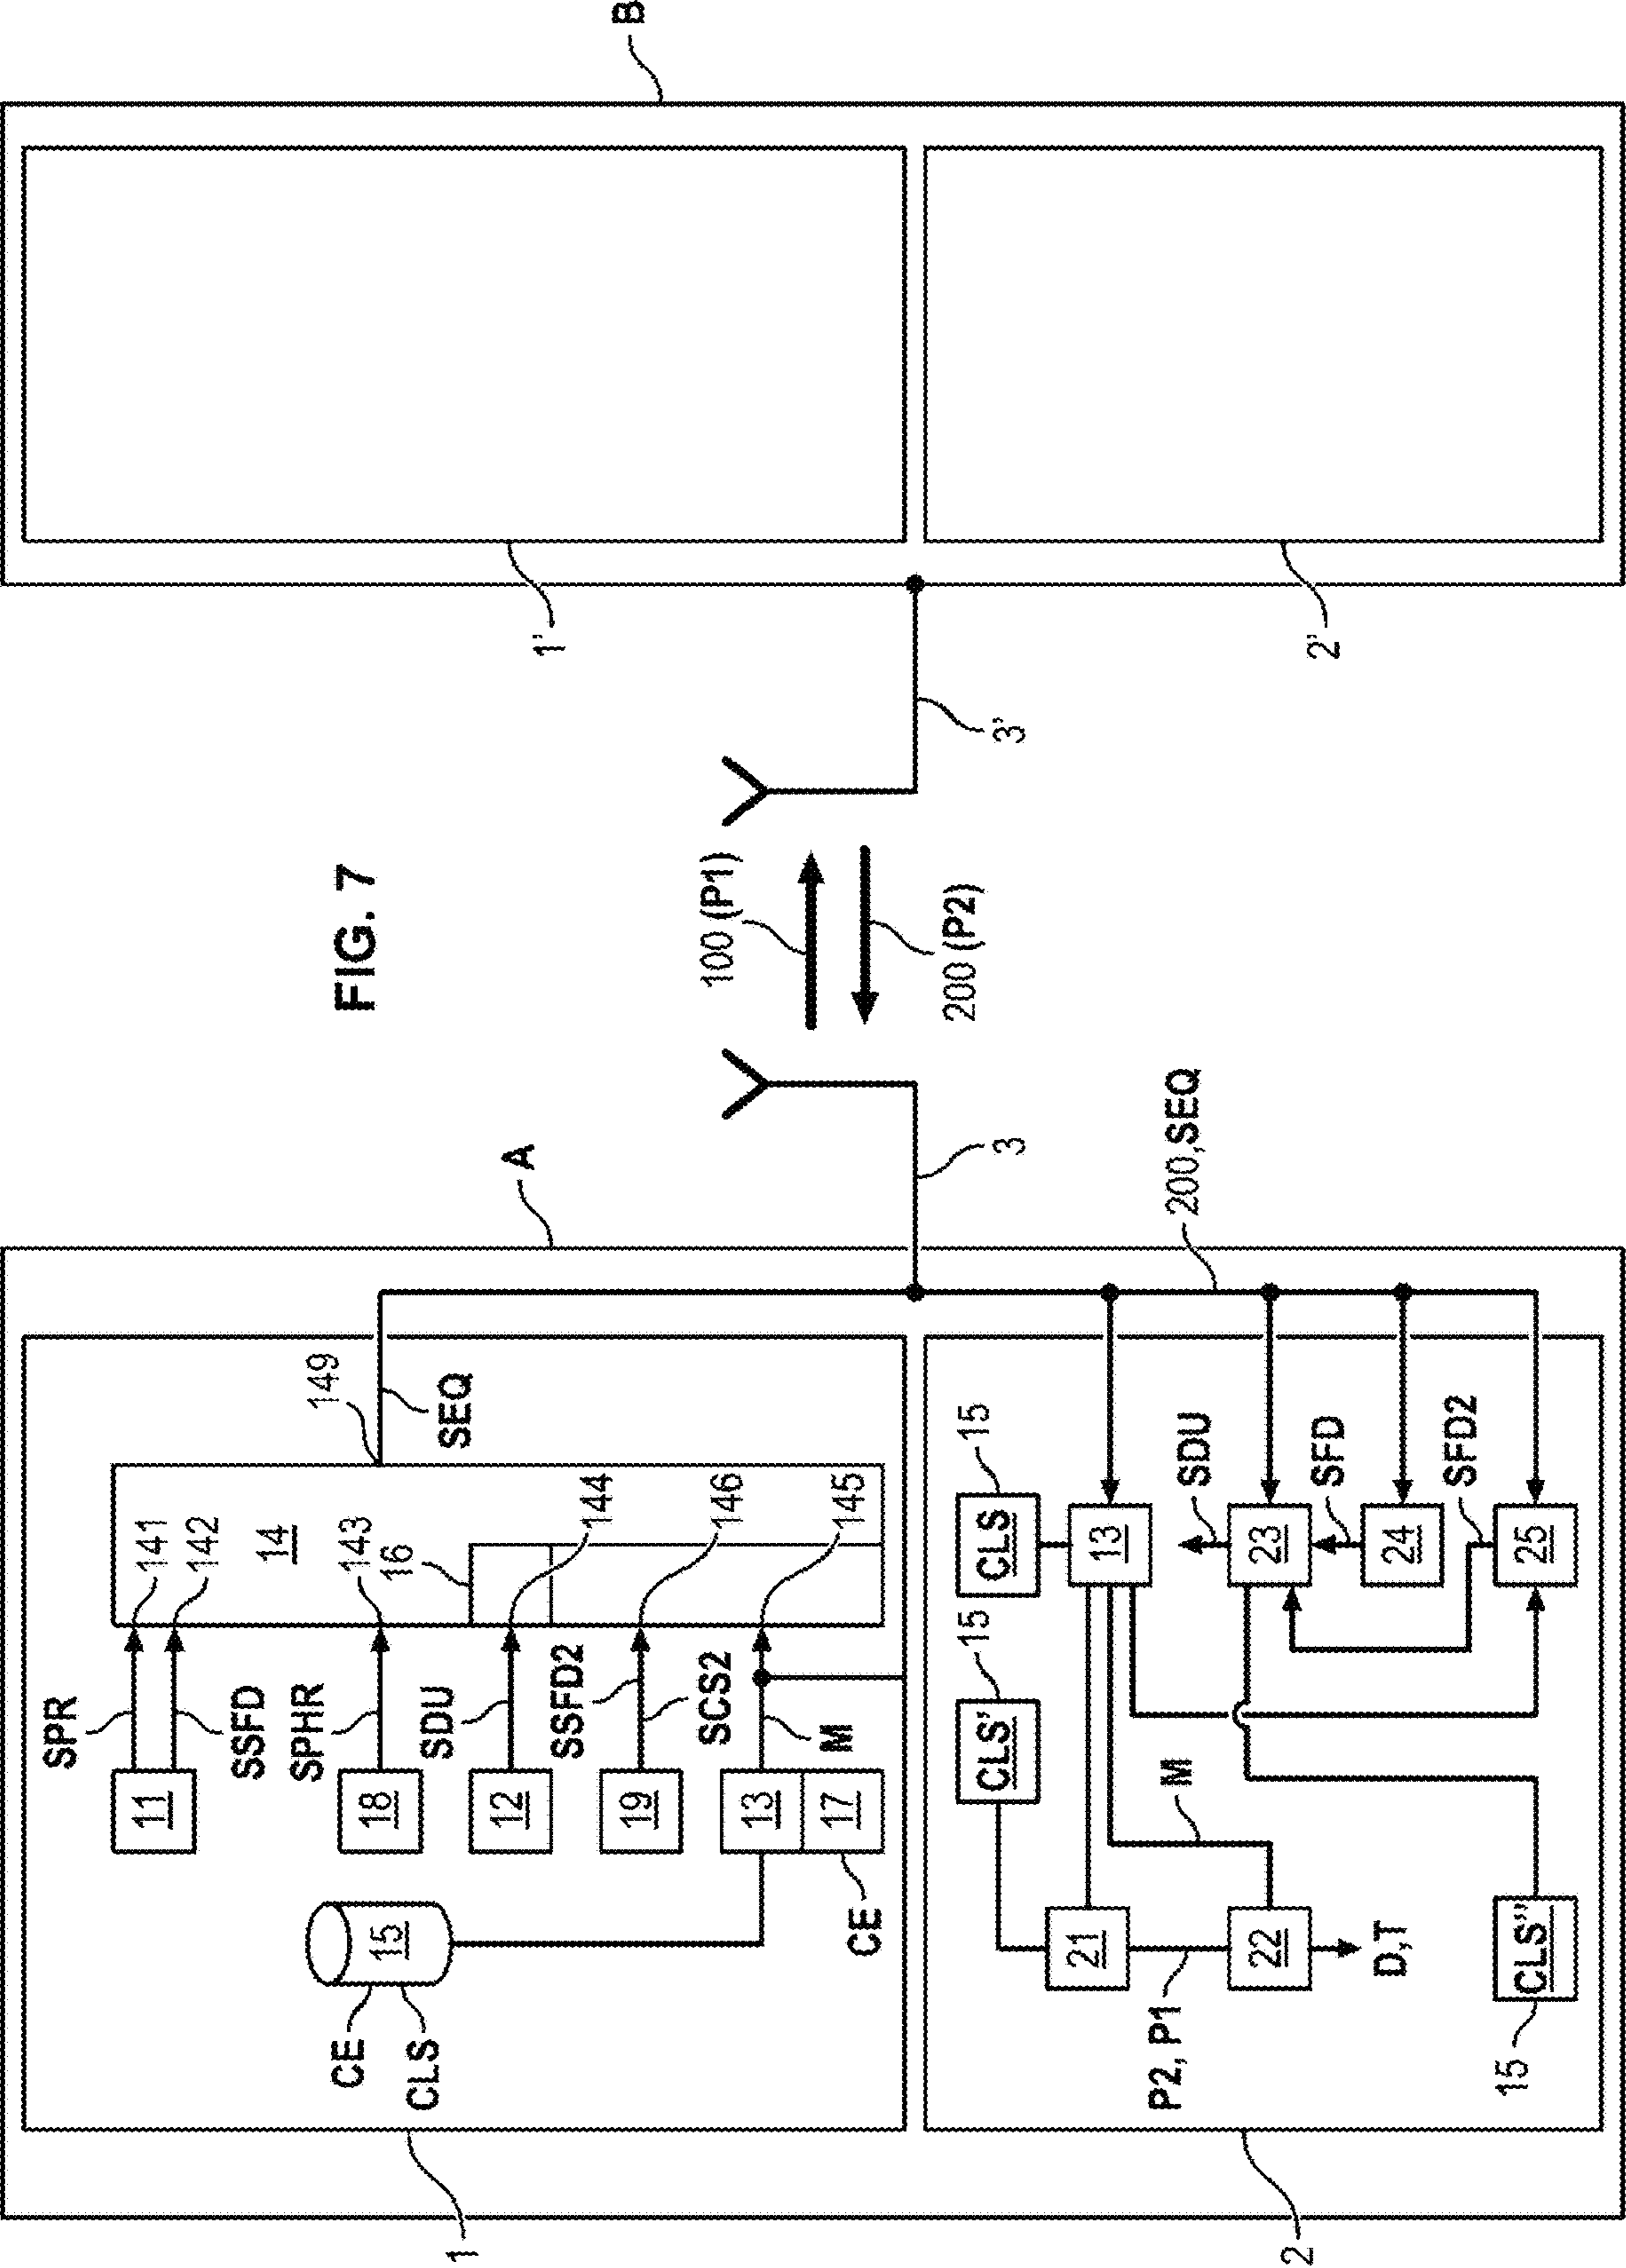 FIG. 7
A
B
1
SPR
SSFD
SPHR
SDU
SSFD2
SCS2
M
11
18
12
19
13
17
CE
15
CE
CLS
141
142
14
143
16
144
146
145
149
SEQ
2
CLS'
15
CLS
15
13
21
22
M
P2, P1
D,T
CLS''
15
23
24
25
SDU
SFD
SFD2
200,SEQ
3
100 (P1)
200 (P2)
3'
1'
2'